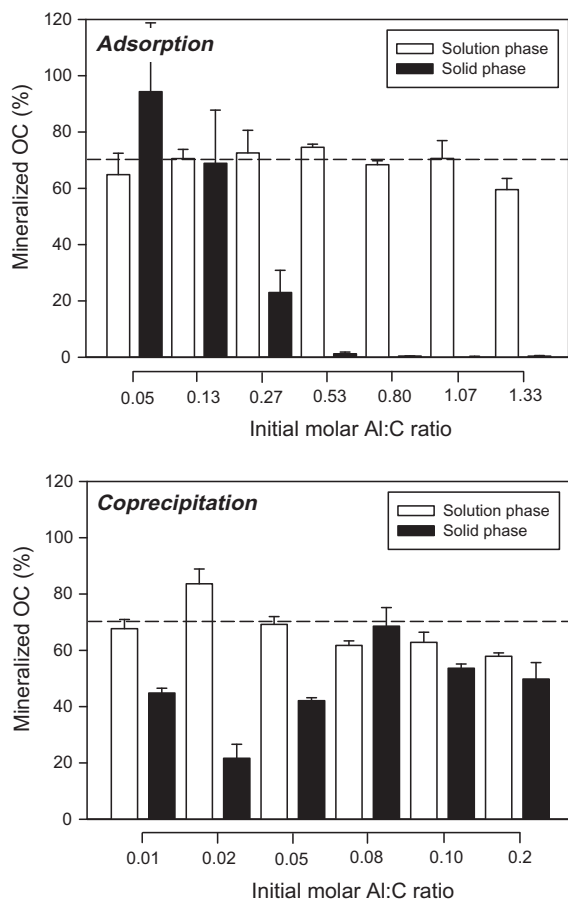 120
Adsorption
Solution phase
Solid phase
100
80
60
40
20
0
Mineralized OC (%)
0.05 0.13 0.27 0.53 0.80 1.07 1.33
Initial molar Al:C ratio
120
Coprecipitation
Solution phase
Solid phase
100
80
60
40
20
0
Mineralized OC (%)
0.01 0.02 0.05 0.08 0.10 0.2
Initial molar Al:C ratio